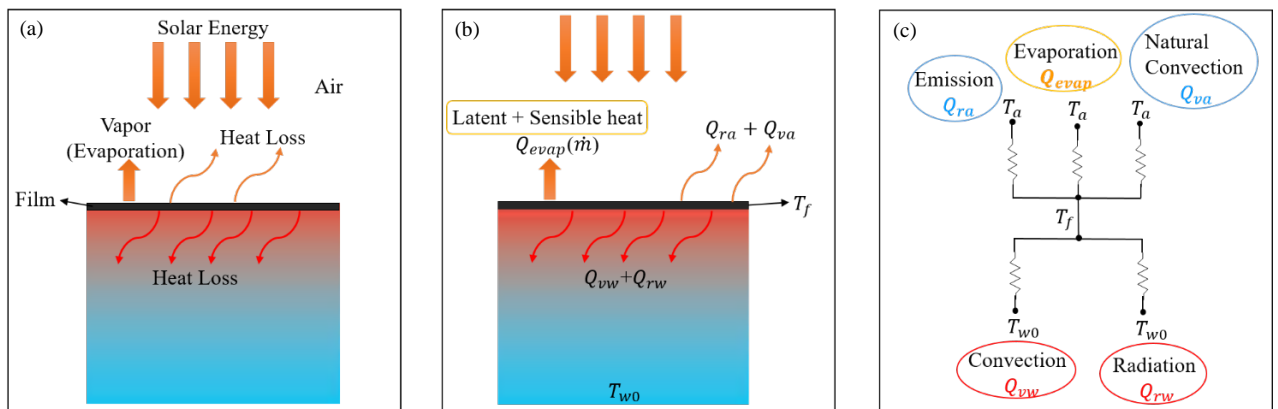 (a)
Solar Energy
Air
Vapor
(Evaporation)
Heat Loss
Film
Heat Loss
(b)
Latent + Sensible heat
Q_evap(ṁ)
Q_ra + Q_va
T_f
Q_vw+Q_rw
T_w0
(c)
Emission
Q_ra
Evaporation
Q_evap
Natural
Convection
Q_va
T_a
T_a
T_a
T_f
T_w0
T_w0
Convection
Q_vw
Radiation
Q_rw